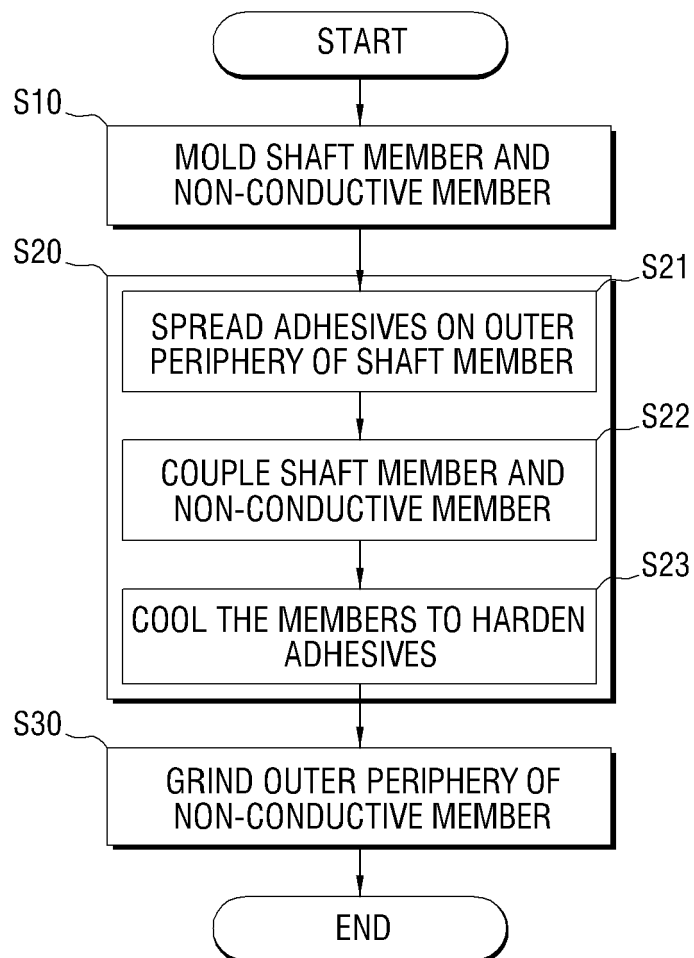 START
S10
MOLD SHAFT MEMBER AND
NON-CONDUCTIVE MEMBER
S20
S21
SPREAD ADHESIVES ON OUTER
PERIPHERY OF SHAFT MEMBER
S22
COUPLE SHAFT MEMBER AND
NON-CONDUCTIVE MEMBER
S23
COOL THE MEMBERS TO HARDEN
ADHESIVES
S30
GRIND OUTER PERIPHERY OF
NON-CONDUCTIVE MEMBER
END